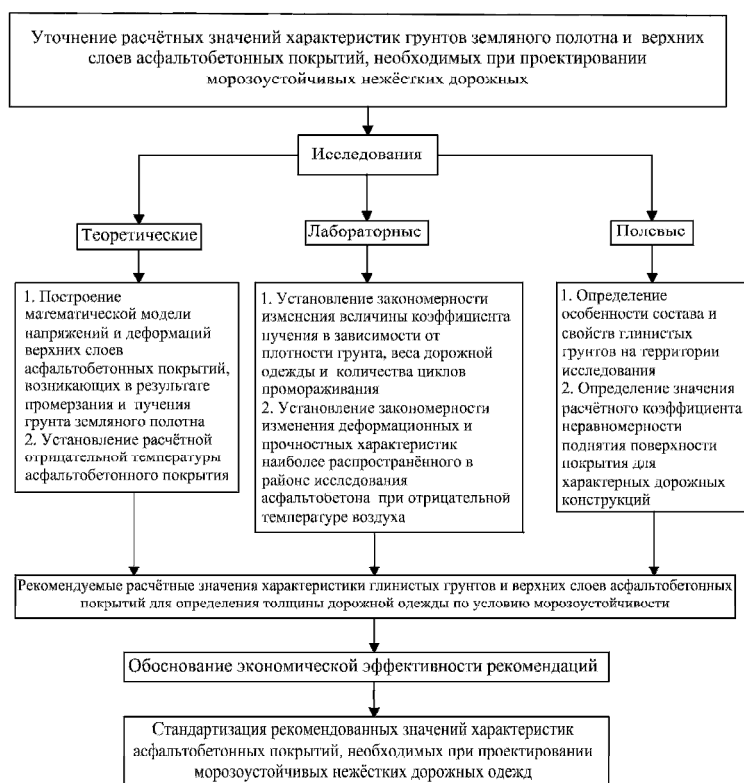 Уточнение расчётных значений характеристик грунтов земляного полотна и верхних
слоев асфальтобетонных покрытий, необходимых при проектировании
морозоустойчивых нежёстких дорожных
Исследования
Теоретические
Лабораторные
Полевые
1. Построение
математической модели
напряжений и деформаций
верхних слоев
асфальтобетонных покрытий,
возникающих в результате
промерзания и пучения
грунта земляного полотна
2. Установление расчётной
отрицательной температуры
асфальтобетонного покрытия
1. Установление закономерности
изменения величины коэффициента
пучения в зависимости от
плотности грунта, веса дорожной
одежды и количества циклов
промораживания
2. Установление закономерности
изменения деформационных и
прочностных характеристик
наиболее распространённого в
районе исследования
асфальтобетона при отрицательной
температуре воздуха
1. Определение
особенности состава и
свойств глинистых
грунтов на территории
исследования
2. Определение значения
расчётного коэффициента
неравномерности
поднятия поверхности
покрытия для
характерных дорожных
конструкций
Рекомендуемые расчётные значения характеристики глинистых грунтов и верхних слоев асфальтобетонных
покрытий для определения толщины дорожной одежды по условию морозоустойчивости
Обоснование экономической эффективности рекомендаций
Стандартизация рекомендованных значений характеристик
асфальтобетонных покрытий, необходимых при проектировании
морозоустойчивых нежёстких дорожных одежд